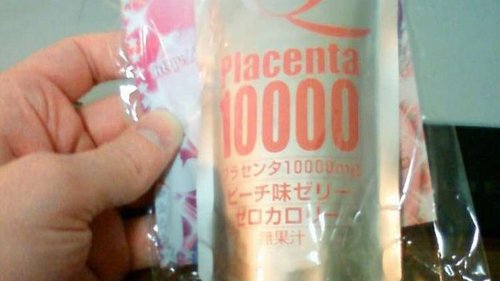 Placenta
10000
プラセンタ10000mg
ピーチ味ゼリー
ゼロカロリー
無果汁